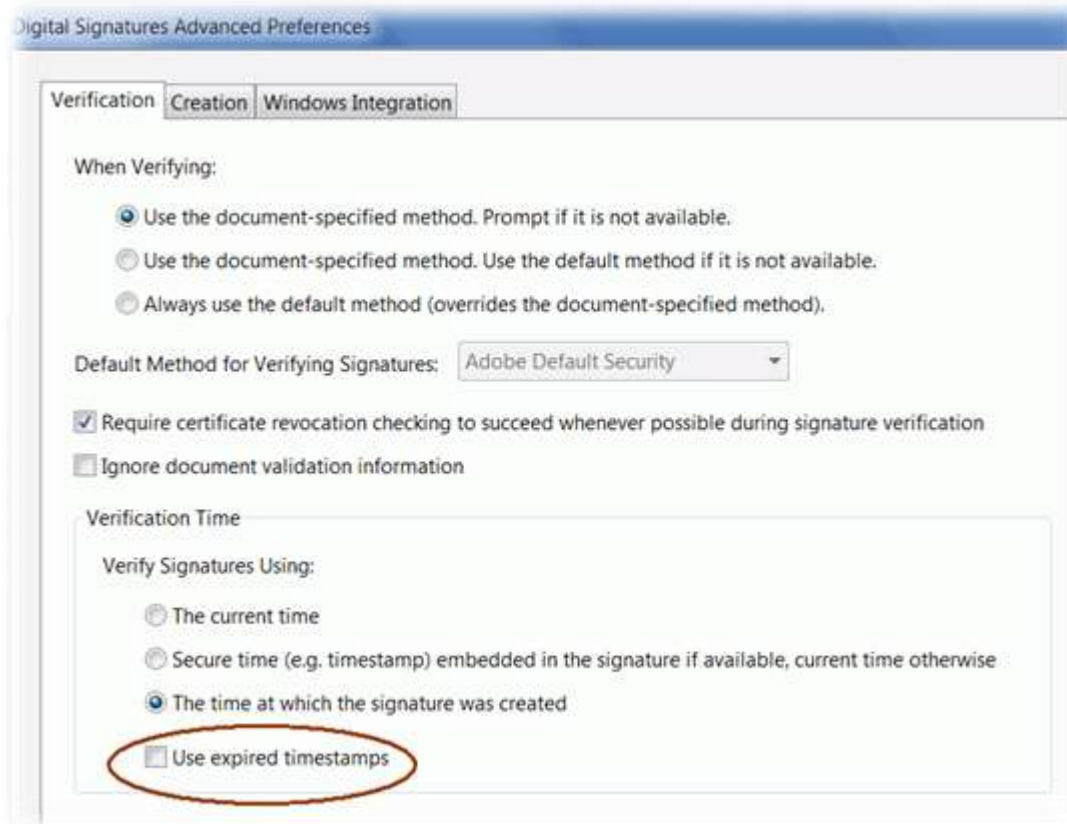 Digital Signatures Advanced Preferences
Verification Creation Windows Integration
When Verifying:
Use the document-specified method. Prompt if it is not available.
Use the document-specified method. Use the default method if it is not available.
Always use the default method (overrides the document-specified method).
Default Method for Verifying Signatures: Adobe Default Security
Require certificate revocation checking to succeed whenever possible during signature verification
Ignore document validation information
Verification Time
Verify Signatures Using:
The current time
Secure time (e.g. timestamp) embedded in the signature if available, current time otherwise
The time at which the signature was created
Use expired timestamps